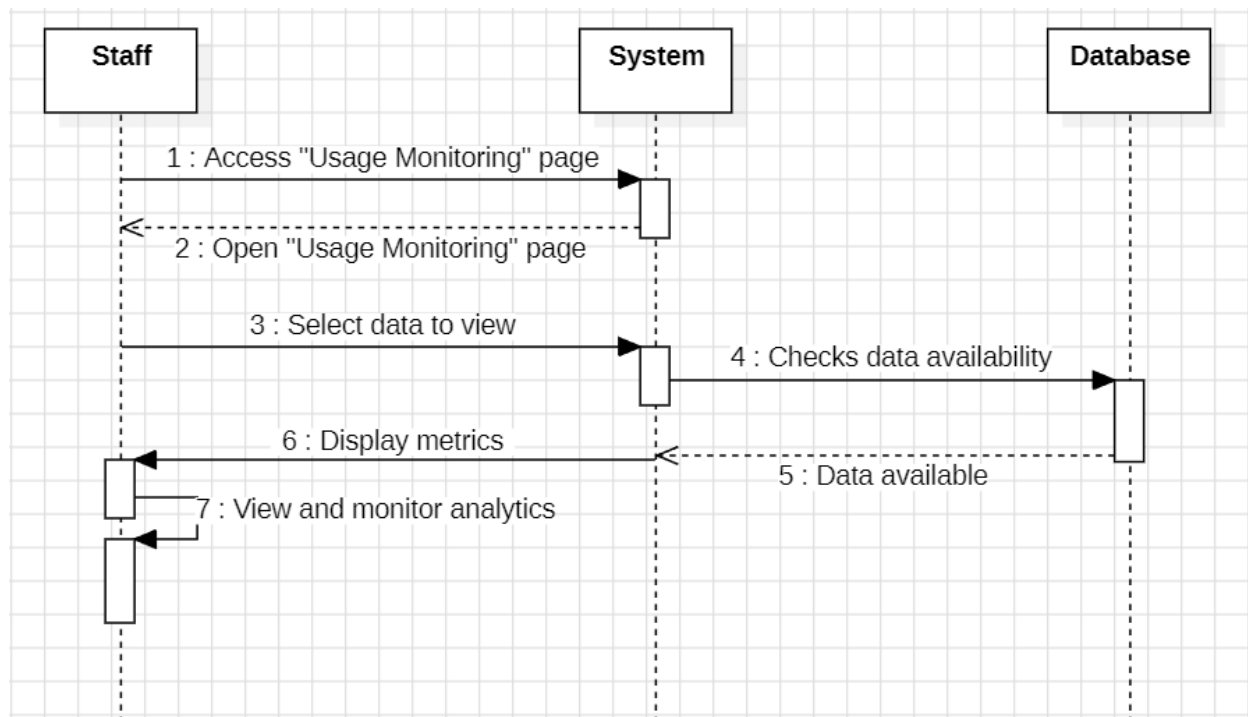 Staff
System
Database
1 : Access "Usage Monitoring" page
2 : Open "Usage Monitoring" page
3 : Select data to view
4 : Checks data availability
6 : Display metrics
5 : Data available
7 : View and monitor analytics